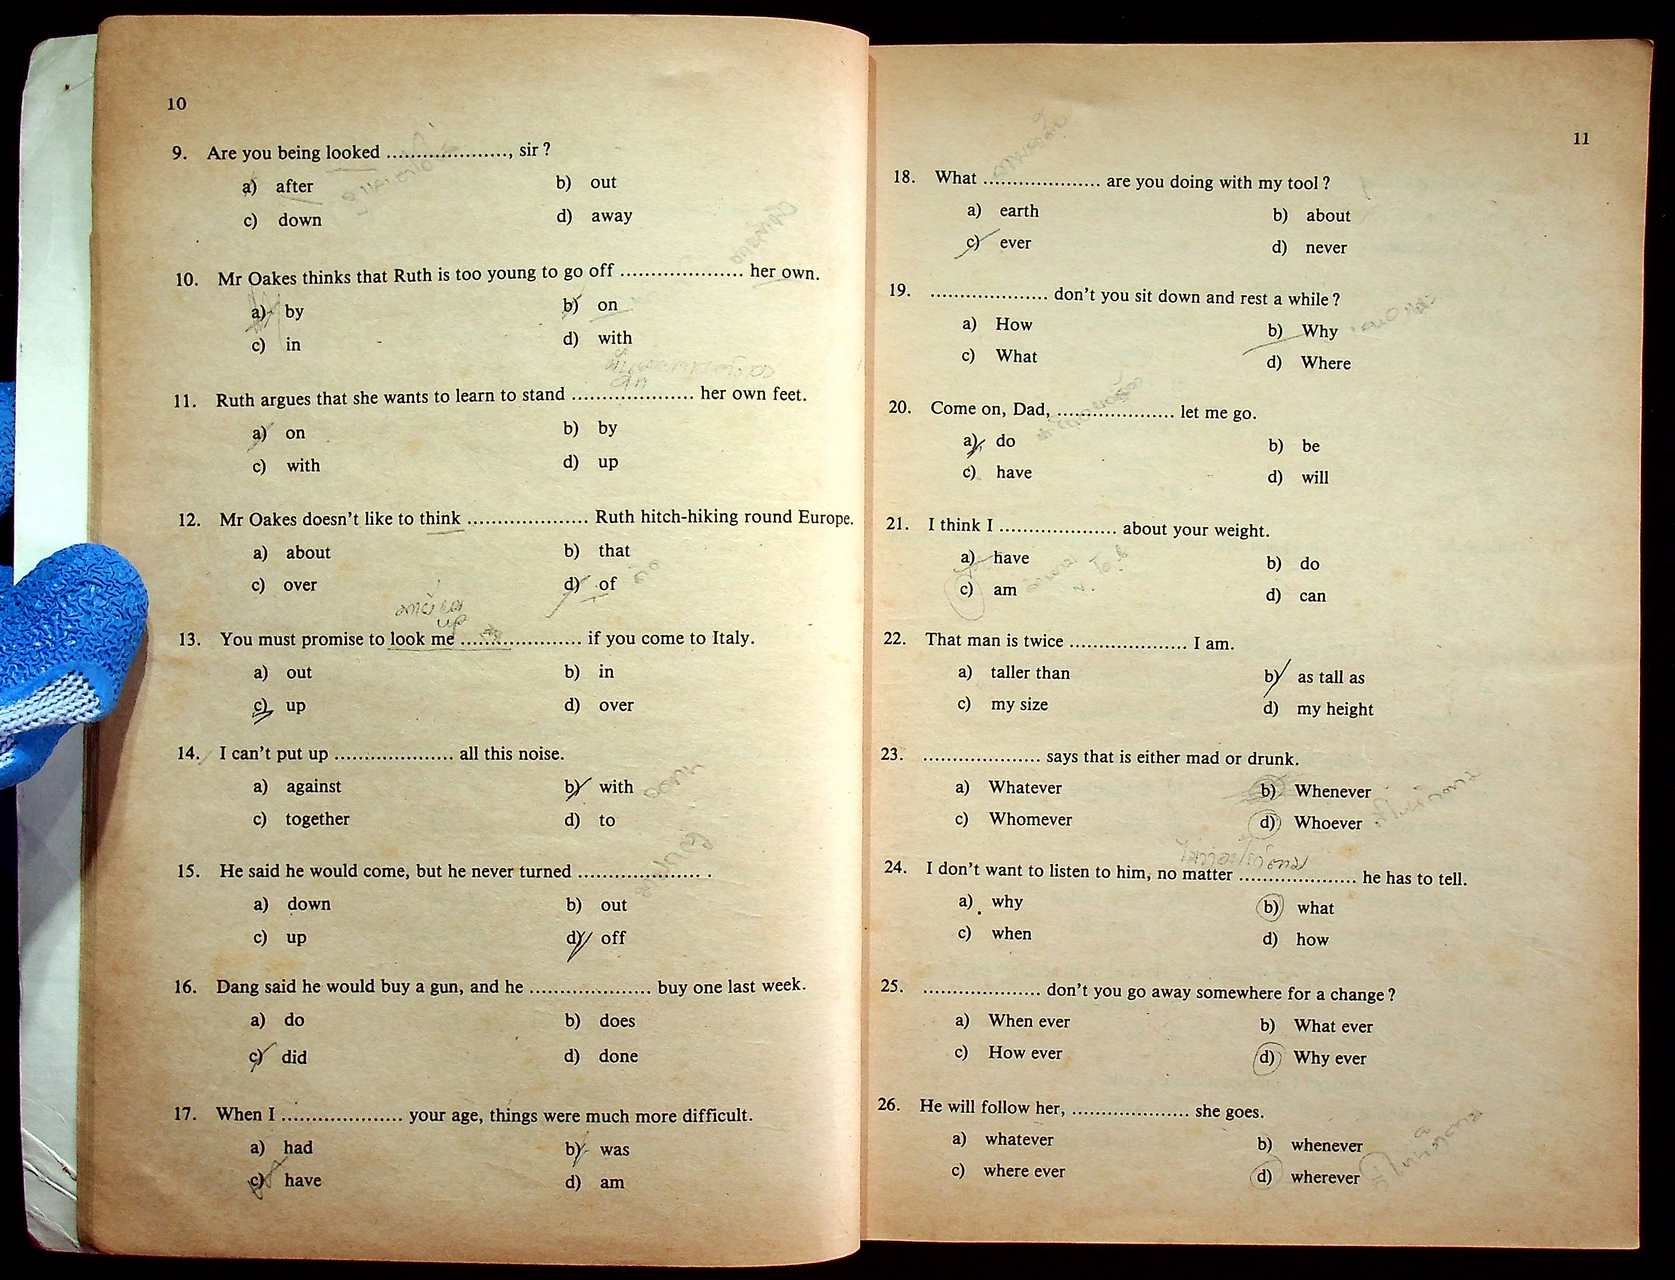 10
9. Are you being looked ...................., sir ?
a) after b) out
c) down d) away
10. Mr Oakes thinks that Ruth is too young to go off .................... her own.
a) by b) on
c) in d) with
11. Ruth argues that she wants to learn to stand .................... her own feet.
a) on b) by
c) with d) up
12. Mr Oakes doesn't like to think .................... Ruth hitch-hiking round Europe.
a) about b) that
c) over d) of
13. You must promise to look me .................... if you come to Italy.
a) out b) in
c) up d) over
14. I can't put up .................... all this noise.
a) against b) with
c) together d) to
15. He said he would come, but he never turned .................... .
a) down b) out
c) up d) off
16. Dang said he would buy a gun, and he .................... buy one last week.
a) do b) does
c) did d) done
17. When I .................... your age, things were much more difficult.
a) had b) was
c) have d) am
11
18. What .................... are you doing with my tool ?
a) earth b) about
c) ever d) never
19. .................... don't you sit down and rest a while ?
a) How b) Why
c) What d) Where
20. Come on, Dad, .................... let me go.
a) do b) be
c) have d) will
21. I think I .................... about your weight.
a) have b) do
c) am d) can
22. That man is twice .................... I am.
a) taller than b) as tall as
c) my size d) my height
23. .................... says that is either mad or drunk.
a) Whatever b) Whenever
c) Whomever d) Whoever
24. I don't want to listen to him, no matter .................... he has to tell.
a) why b) what
c) when d) how
25. .................... don't you go away somewhere for a change ?
a) When ever b) What ever
c) How ever d) Why ever
26. He will follow her, .................... she goes.
a) whatever b) whenever
c) where ever d) wherever